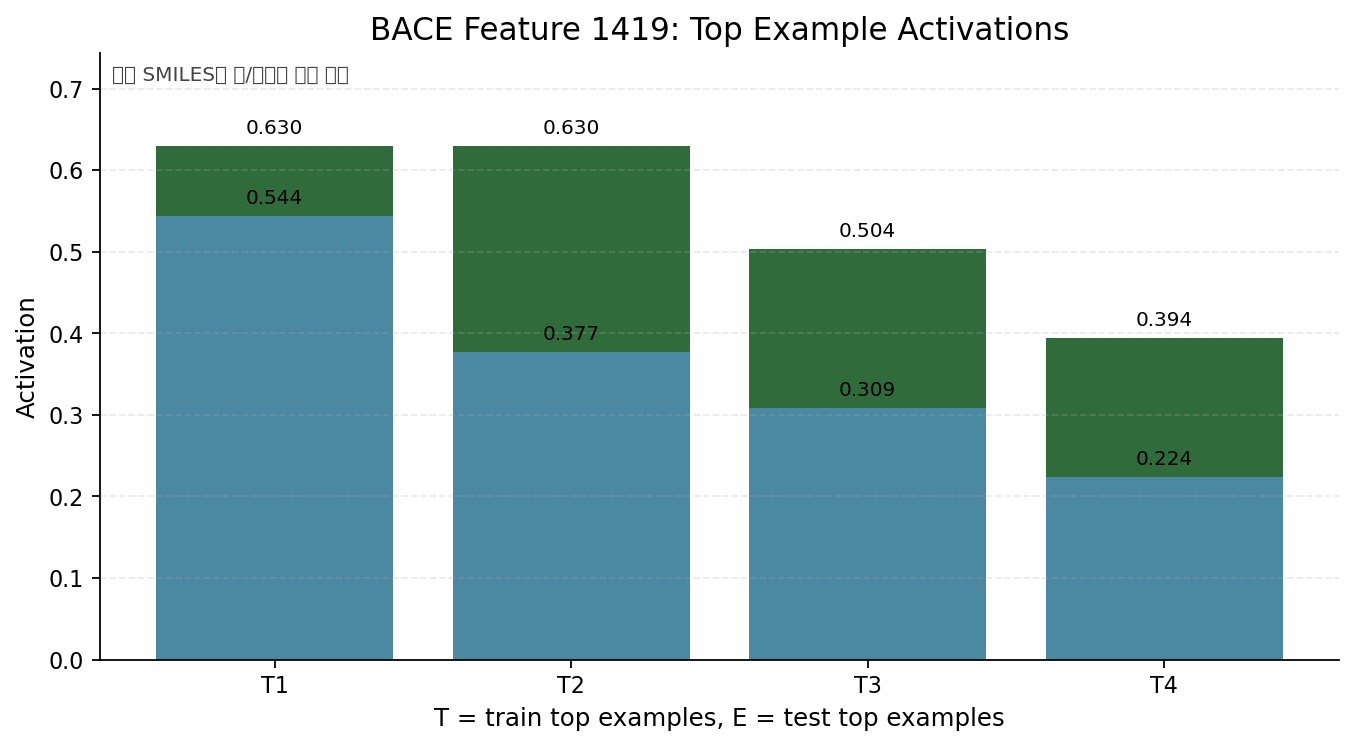 BACE Feature 1419: Top Example Activations
SMILES /
0.7
0.6
0.5
0.4
0.3
0.2
0.1
0.0
Activation
0.630
0.544
0.630
0.377
0.504
0.309
0.394
0.224
T1
T2
T3
T4
T = train top examples, E = test top examples